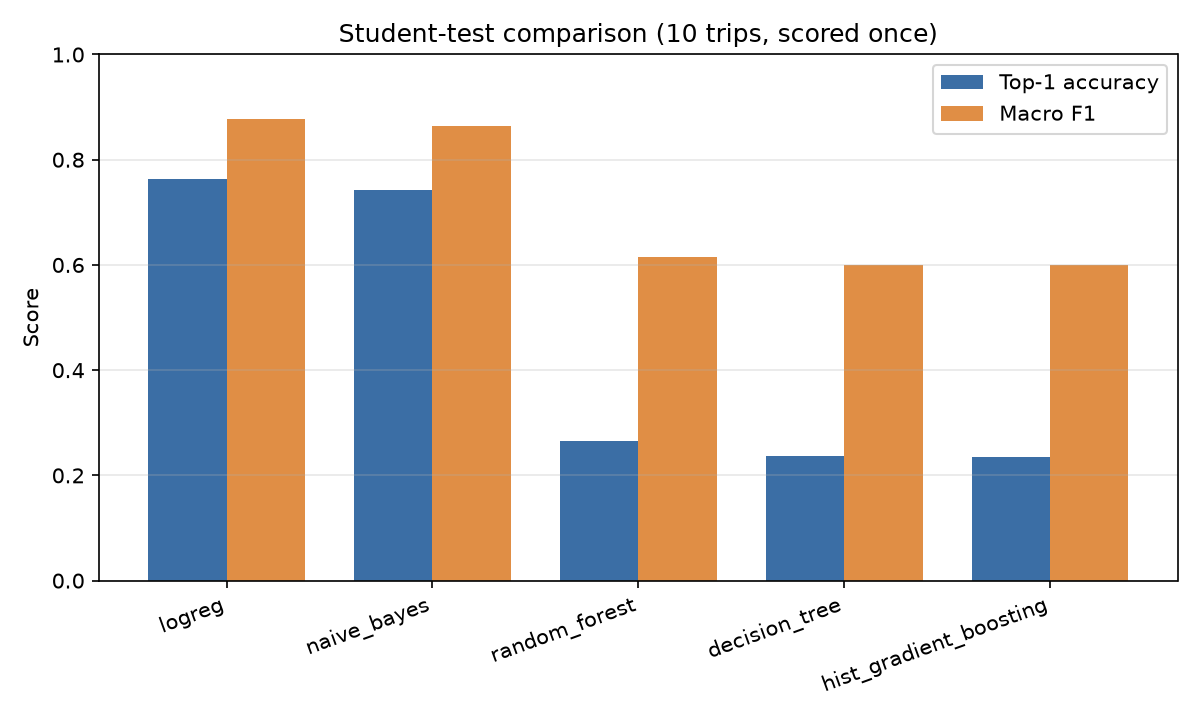 Student-test comparison (10 trips, scored once)
1.0
0.8
0.6
0.4
0.2
0.0
Score
Top-1 accuracy
Macro F1
logreg
naive_bayes
random_forest
decision_tree
hist_gradient_boosting